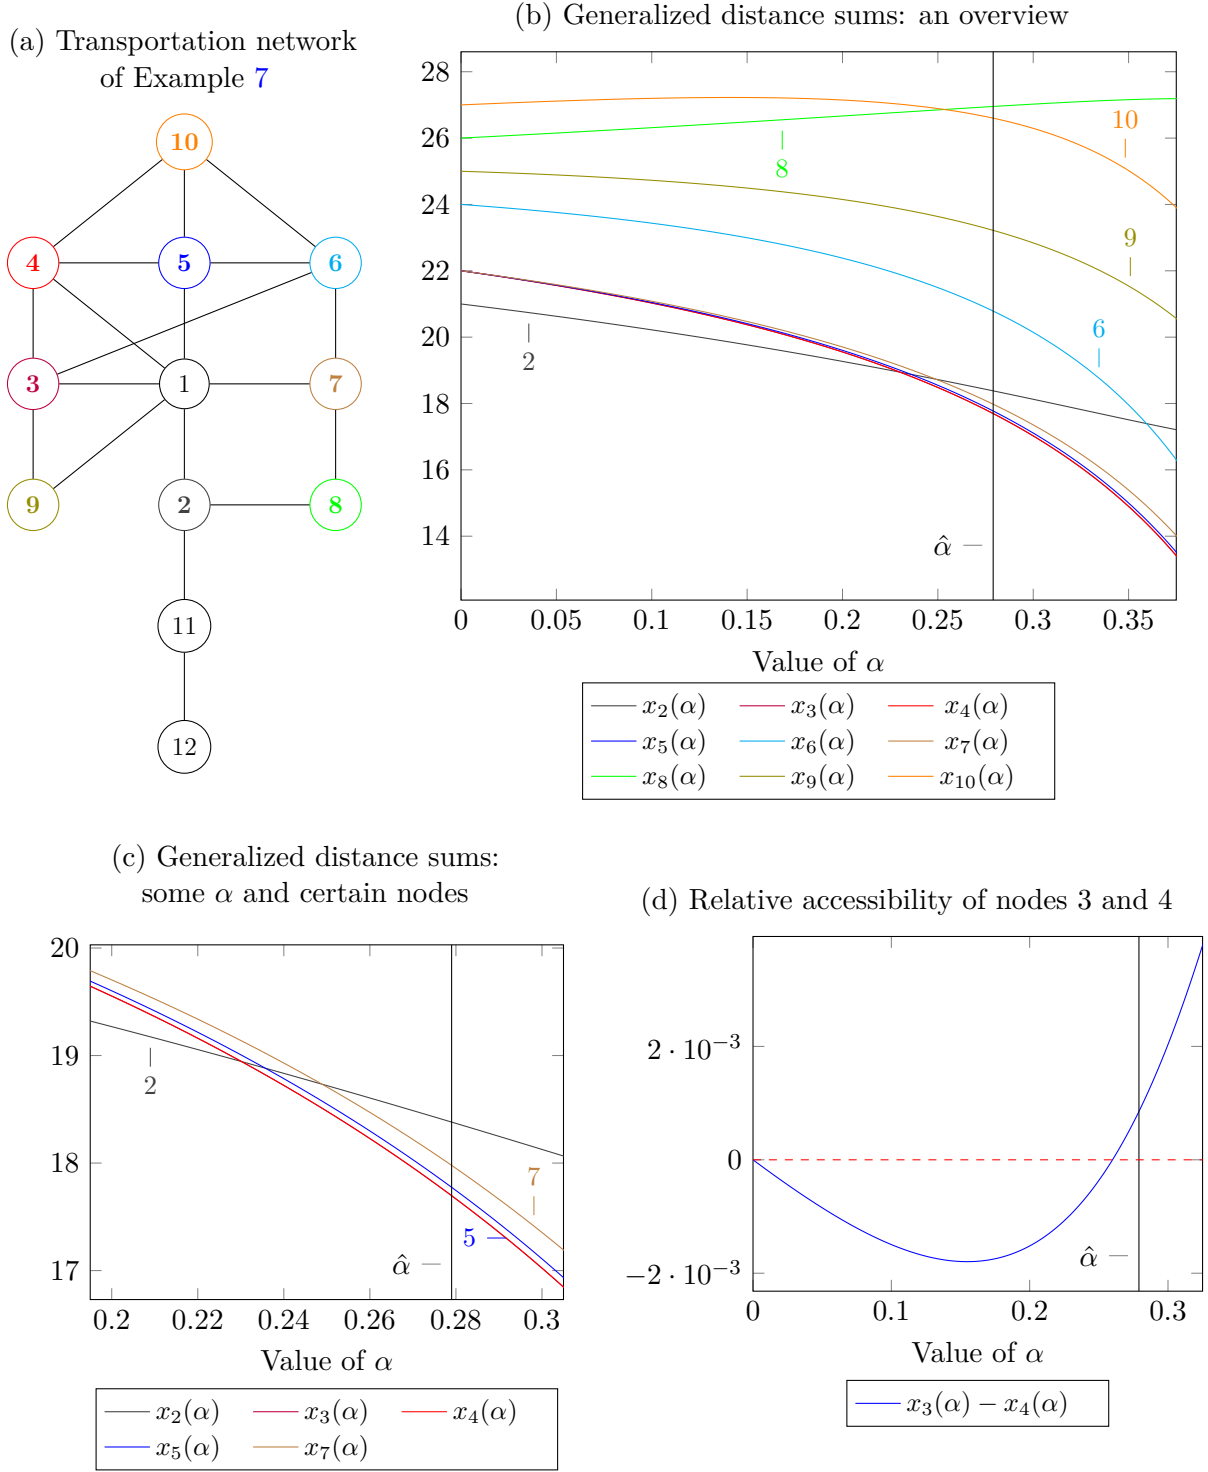 (a) Transportation network
of Example 7
10
4 5 6
3 1 7
9 2 8
11
12
(b) Generalized distance sums: an overview
28
26
24
22
20
18
16
14
10
8
9
6
2
α̂
0 0.05 0.1 0.15 0.2 0.25 0.3 0.35
Value of α
x₂(α) x₃(α) x₄(α)
x₅(α) x₆(α) x₇(α)
x₈(α) x₉(α) x₁₀(α)
(c) Generalized distance sums:
some α and certain nodes
20
19
18
17
2
7
5
α̂
0.2 0.22 0.24 0.26 0.28 0.3
Value of α
x₂(α) x₃(α) x₄(α)
x₅(α) x₇(α)
(d) Relative accessibility of nodes 3 and 4
2 · 10⁻³
0
−2 · 10⁻³
α̂
0 0.1 0.2 0.3
Value of α
x₃(α) − x₄(α)